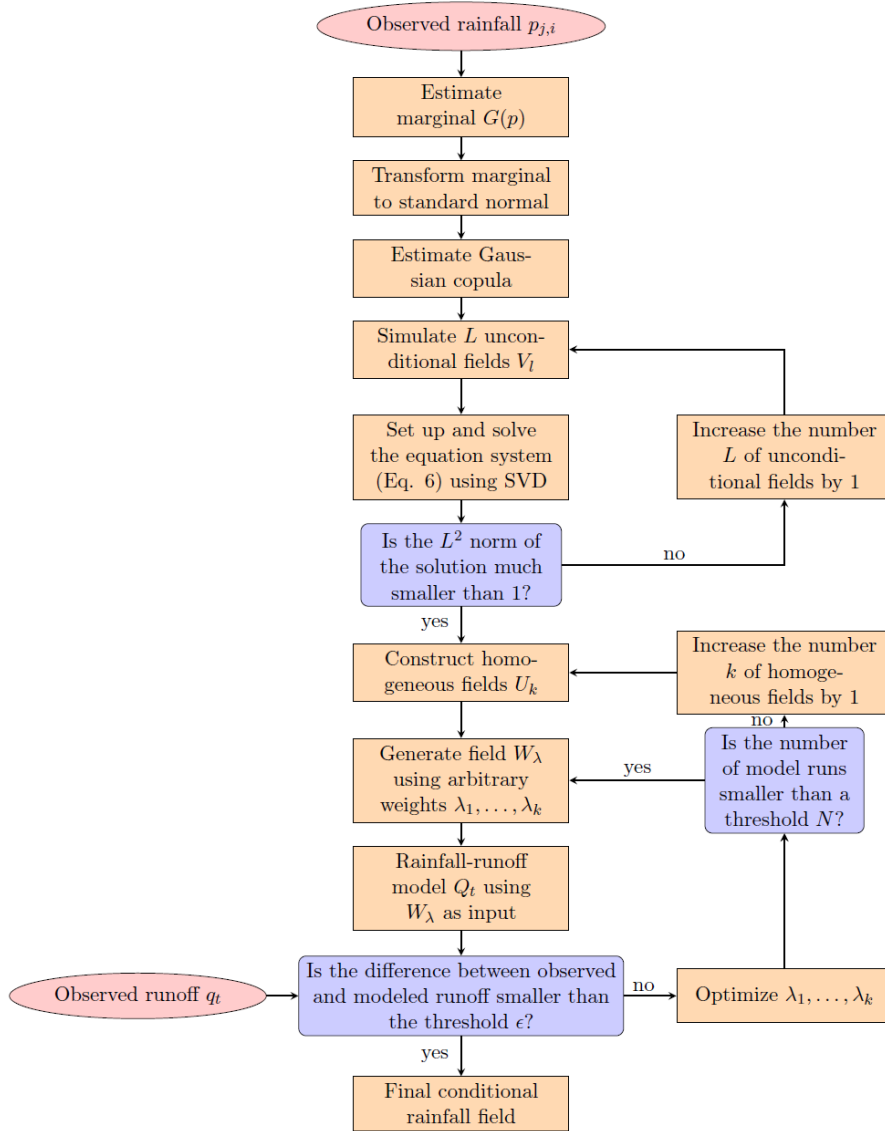 Observed rainfall p_{j,i}
Estimate
marginal G(p)
Transform marginal
to standard normal
Estimate Gaus-
sian copula
Simulate L uncon-
ditional fields V_l
Set up and solve
the equation system
(Eq. 6) using SVD
Increase the number
L of uncondi-
tional fields by 1
Is the L² norm of
the solution much
smaller than 1?
no
yes
Construct homo-
geneous fields U_k
Increase the number
k of homoge-
neous fields by 1
no
Generate field W_λ
using arbitrary
weights λ₁, . . . , λ_k
yes
Is the number
of model runs
smaller than a
threshold N?
Rainfall-runoff
model Q_t using
W_λ as input
Observed runoff q_t
Is the difference between observed
and modeled runoff smaller than
the threshold ϵ?
no
Optimize λ₁, . . . , λ_k
yes
Final conditional
rainfall field